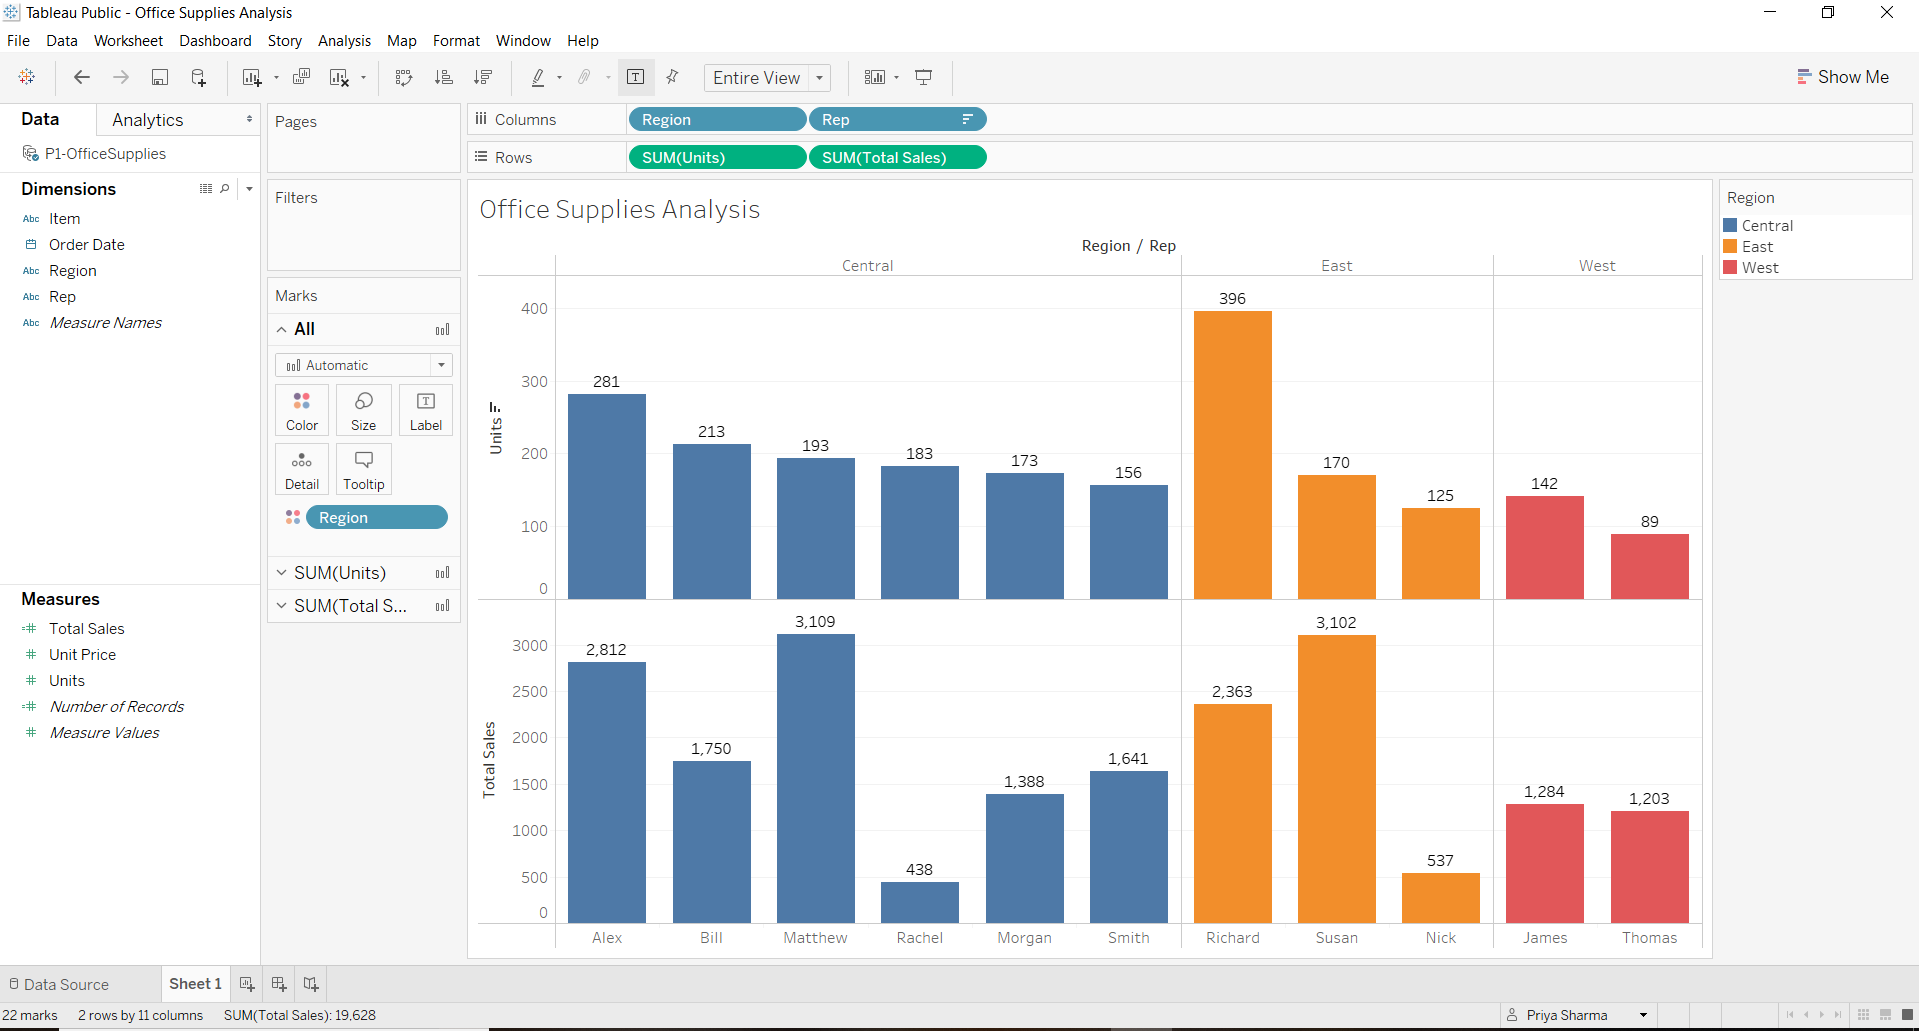 Tableau Public - Office Supplies Analysis
File Data Worksheet Dashboard Story Analysis Map Format Window Help
Entire View
Show Me
Data Analytics
P1-OfficeSupplies
Dimensions
Abc Item
Order Date
Abc Region
Abc Rep
Abc Measure Names
Measures
Total Sales
Unit Price
Units
Number of Records
Measure Values
Pages
Filters
Marks
All
Automatic
Color Size Label
Detail Tooltip
Region
SUM(Units)
SUM(Total S...
Columns Region Rep
Rows SUM(Units) SUM(Total Sales)
Office Supplies Analysis
Region / Rep
Central East West
Units
400
300
200
100
0
281 213 193 183 173 156 396 170 125 142 89
Total Sales
3000
2500
2000
1500
1000
500
0
2,812 1,750 3,109 438 1,388 1,641 2,363 3,102 537 1,284 1,203
Alex Bill Matthew Rachel Morgan Smith Richard Susan Nick James Thomas
Region
Central
East
West
Data Source Sheet 1
22 marks 2 rows by 11 columns SUM(Total Sales): 19,628 Priya Sharma